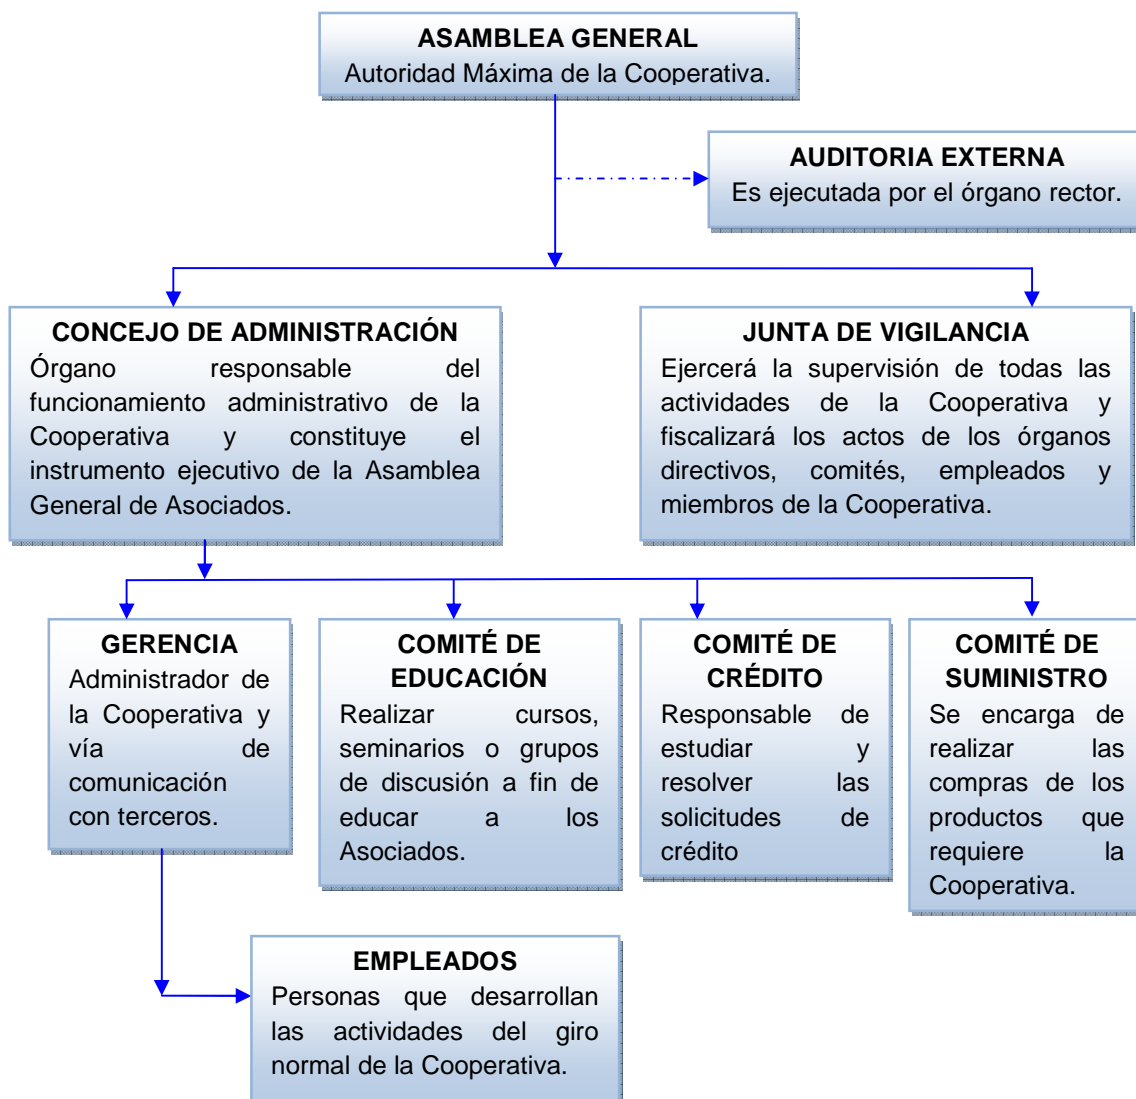 ASAMBLEA GENERAL
Autoridad Máxima de la Cooperativa.
AUDITORIA EXTERNA
Es ejecutada por el órgano rector.
CONCEJO DE ADMINISTRACIÓN
Órgano responsable del
funcionamiento administrativo de la
Cooperativa y constituye el
instrumento ejecutivo de la Asamblea
General de Asociados.
JUNTA DE VIGILANCIA
Ejercerá la supervisión de todas las
actividades de la Cooperativa y
fiscalizará los actos de los órganos
directivos, comités, empleados y
miembros de la Cooperativa.
GERENCIA
Administrador de
la Cooperativa y
vía de
comunicación
con terceros.
COMITÉ DE
EDUCACIÓN
Realizar cursos,
seminarios o grupos
de discusión a fin de
educar a los
Asociados.
COMITÉ DE
CRÉDITO
Responsable de
estudiar y
resolver las
solicitudes de
crédito
COMITÉ DE
SUMINISTRO
Se encarga de
realizar las
compras de los
productos que
requiere la
Cooperativa.
EMPLEADOS
Personas que desarrollan
las actividades del giro
normal de la Cooperativa.